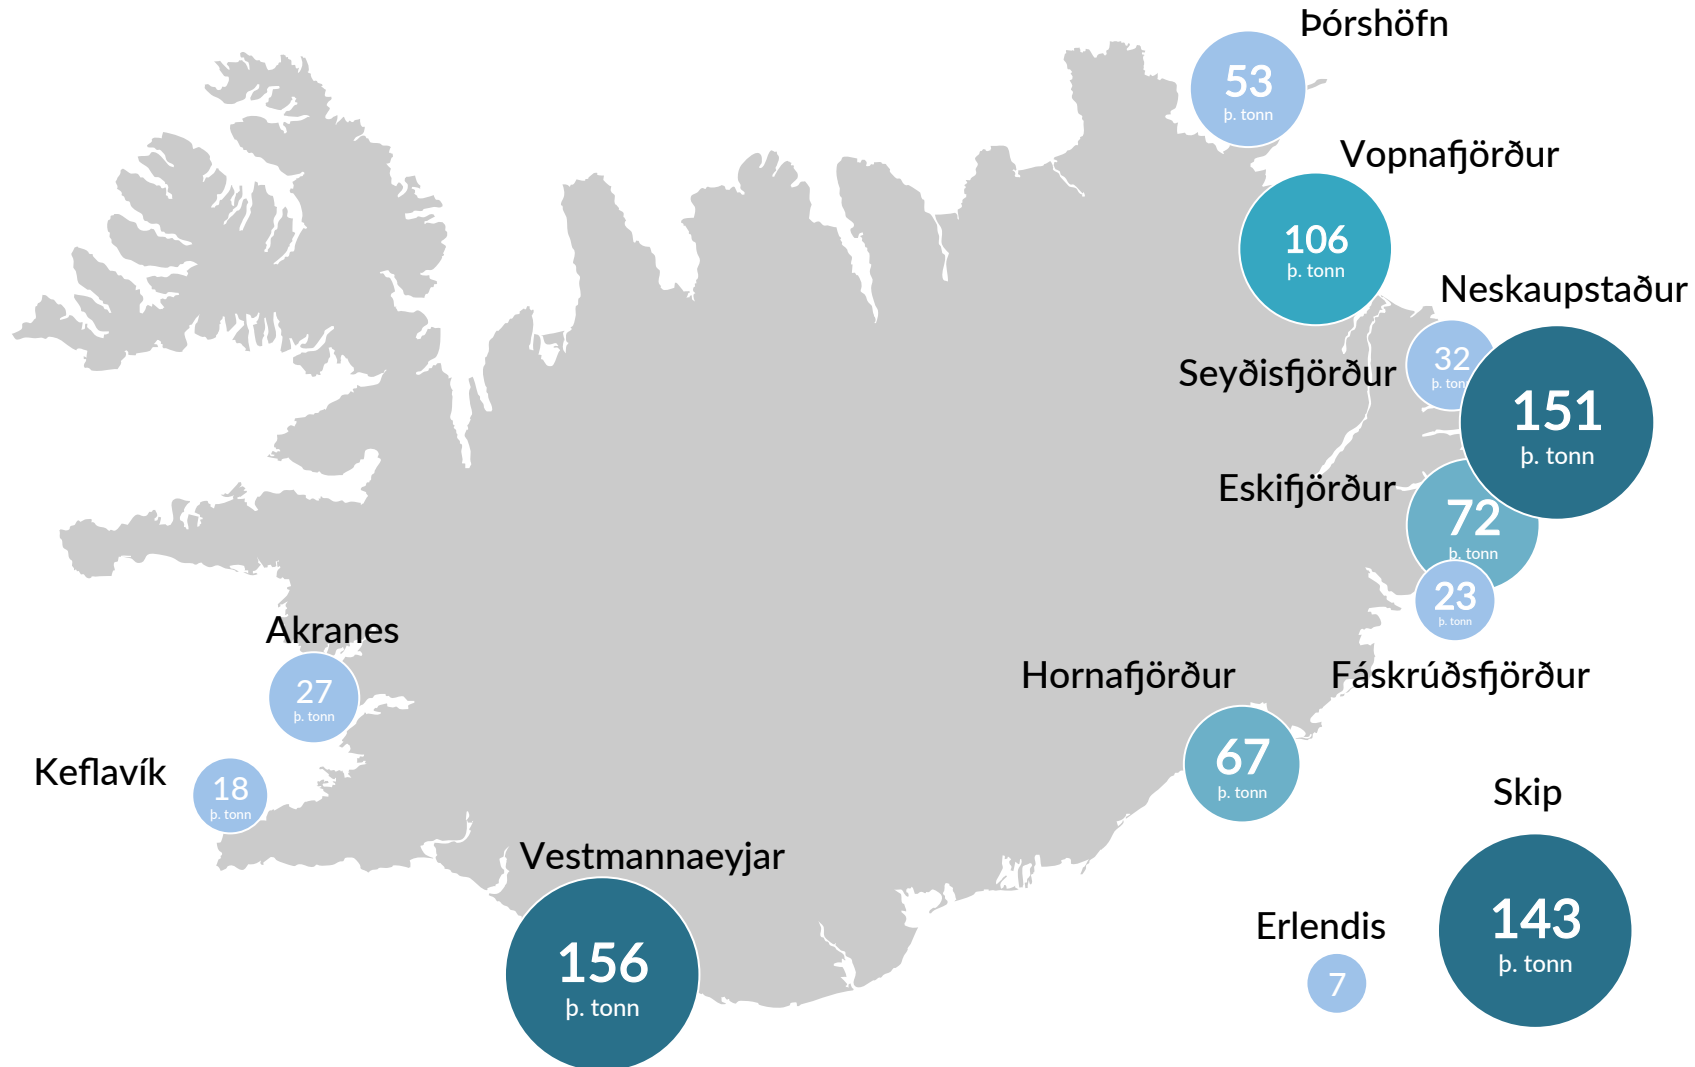 Þórshöfn
53
þ. tonn
Vopnafjörður
106
þ. tonn
Neskaupstaður
151
þ. tonn
Seyðisfjörður
32
þ. tonn
Eskifjörður
72
þ. tonn
23
þ. tonn
Fáskrúðsfjörður
Hornafjörður
67
þ. tonn
Akranes
27
þ. tonn
Keflavík
18
þ. tonn
Vestmannaeyjar
156
þ. tonn
Skip
143
þ. tonn
Erlendis
7